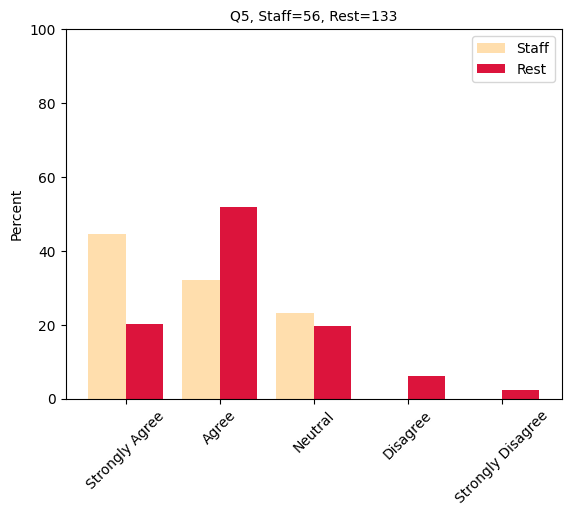 Q5, Staff=56, Rest=133
100
80
60
40
20
0
Percent
Staff
Rest
Strongly Agree
Agree
Neutral
Disagree
Strongly Disagree